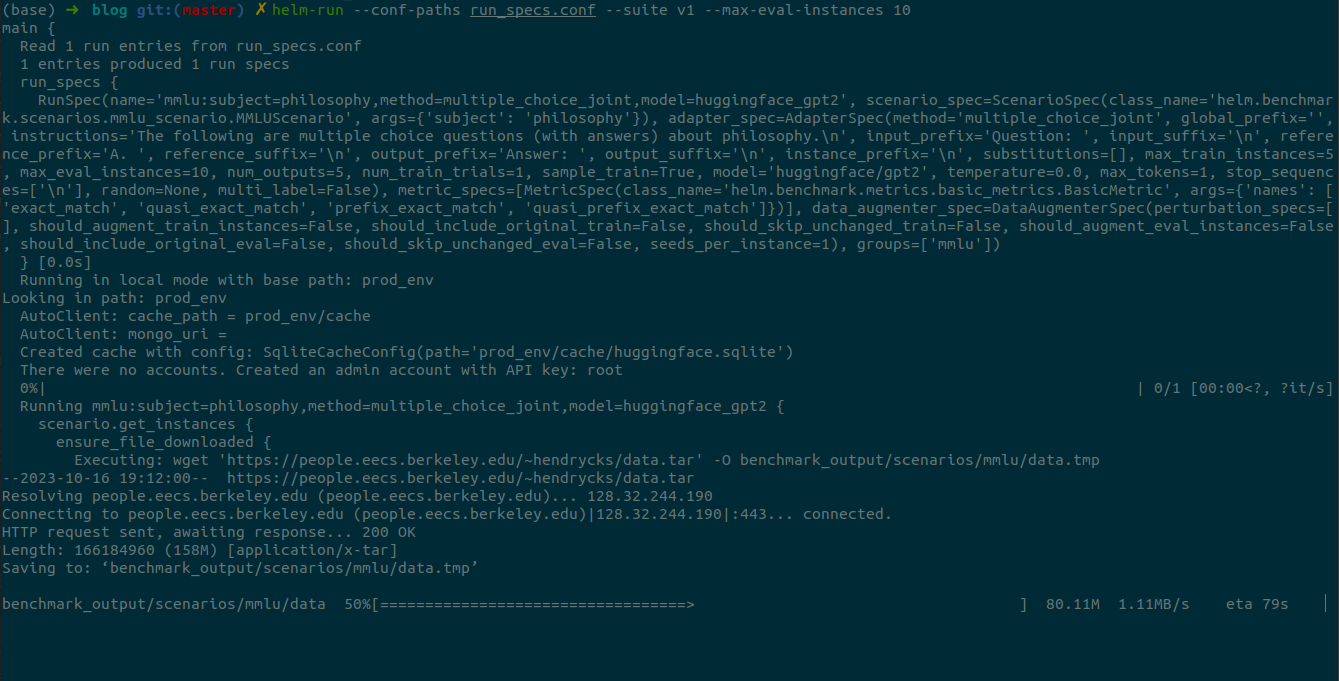 (base) ➜ blog git:(master) ✗ helm-run --conf-paths run_specs.conf --suite v1 --max-eval-instances 10
main {
  Read 1 run entries from run_specs.conf
  1 entries produced 1 run specs
  run_specs {
    RunSpec(name='mmlu:subject=philosophy,method=multiple_choice_joint,model=huggingface_gpt2', scenario_spec=ScenarioSpec(class_name='helm.benchmar
k.scenarios.mmlu_scenario.MMLUScenario', args={'subject': 'philosophy'}), adapter_spec=AdapterSpec(method='multiple_choice_joint', global_prefix='',
 instructions='The following are multiple choice questions (with answers) about philosophy.\n', input_prefix='Question: ', input_suffix='\n', refere
nce_prefix='A. ', reference_suffix='\n', output_prefix='Answer: ', output_suffix='\n', instance_prefix='\n', substitutions=[], max_train_instances=5
, max_eval_instances=10, num_outputs=5, num_train_trials=1, sample_train=True, model='huggingface/gpt2', temperature=0.0, max_tokens=1, stop_sequenc
es=['\n'], random=None, multi_label=False), metric_specs=[MetricSpec(class_name='helm.benchmark.metrics.basic_metrics.BasicMetric', args={'names': [
'exact_match', 'quasi_exact_match', 'prefix_exact_match', 'quasi_prefix_exact_match']})], data_augmenter_spec=DataAugmenterSpec(perturbation_specs=[
], should_augment_train_instances=False, should_include_original_train=False, should_skip_unchanged_train=False, should_augment_eval_instances=False
, should_include_original_eval=False, should_skip_unchanged_eval=False, seeds_per_instance=1), groups=['mmlu'])
  } [0.0s]
  Running in local mode with base path: prod_env
Looking in path: prod_env
  AutoClient: cache_path = prod_env/cache
  AutoClient: mongo_uri =
  Created cache with config: SqliteCacheConfig(path='prod_env/cache/huggingface.sqlite')
  There were no accounts. Created an admin account with API key: root
  0%| | 0/1 [00:00<?, ?it/s]
  Running mmlu:subject=philosophy,method=multiple_choice_joint,model=huggingface_gpt2 {
    scenario.get_instances {
      ensure_file_downloaded {
        Executing: wget 'https://people.eecs.berkeley.edu/~hendrycks/data.tar' -O benchmark_output/scenarios/mmlu/data.tmp
--2023-10-16 19:12:00--  https://people.eecs.berkeley.edu/~hendrycks/data.tar
Resolving people.eecs.berkeley.edu (people.eecs.berkeley.edu)... 128.32.244.190
Connecting to people.eecs.berkeley.edu (people.eecs.berkeley.edu)|128.32.244.190|:443... connected.
HTTP request sent, awaiting response... 200 OK
Length: 166184960 (158M) [application/x-tar]
Saving to: ‘benchmark_output/scenarios/mmlu/data.tmp’
benchmark_output/scenarios/mmlu/data  50%[==================================>                                    ]  80.11M  1.11MB/s    eta 79s